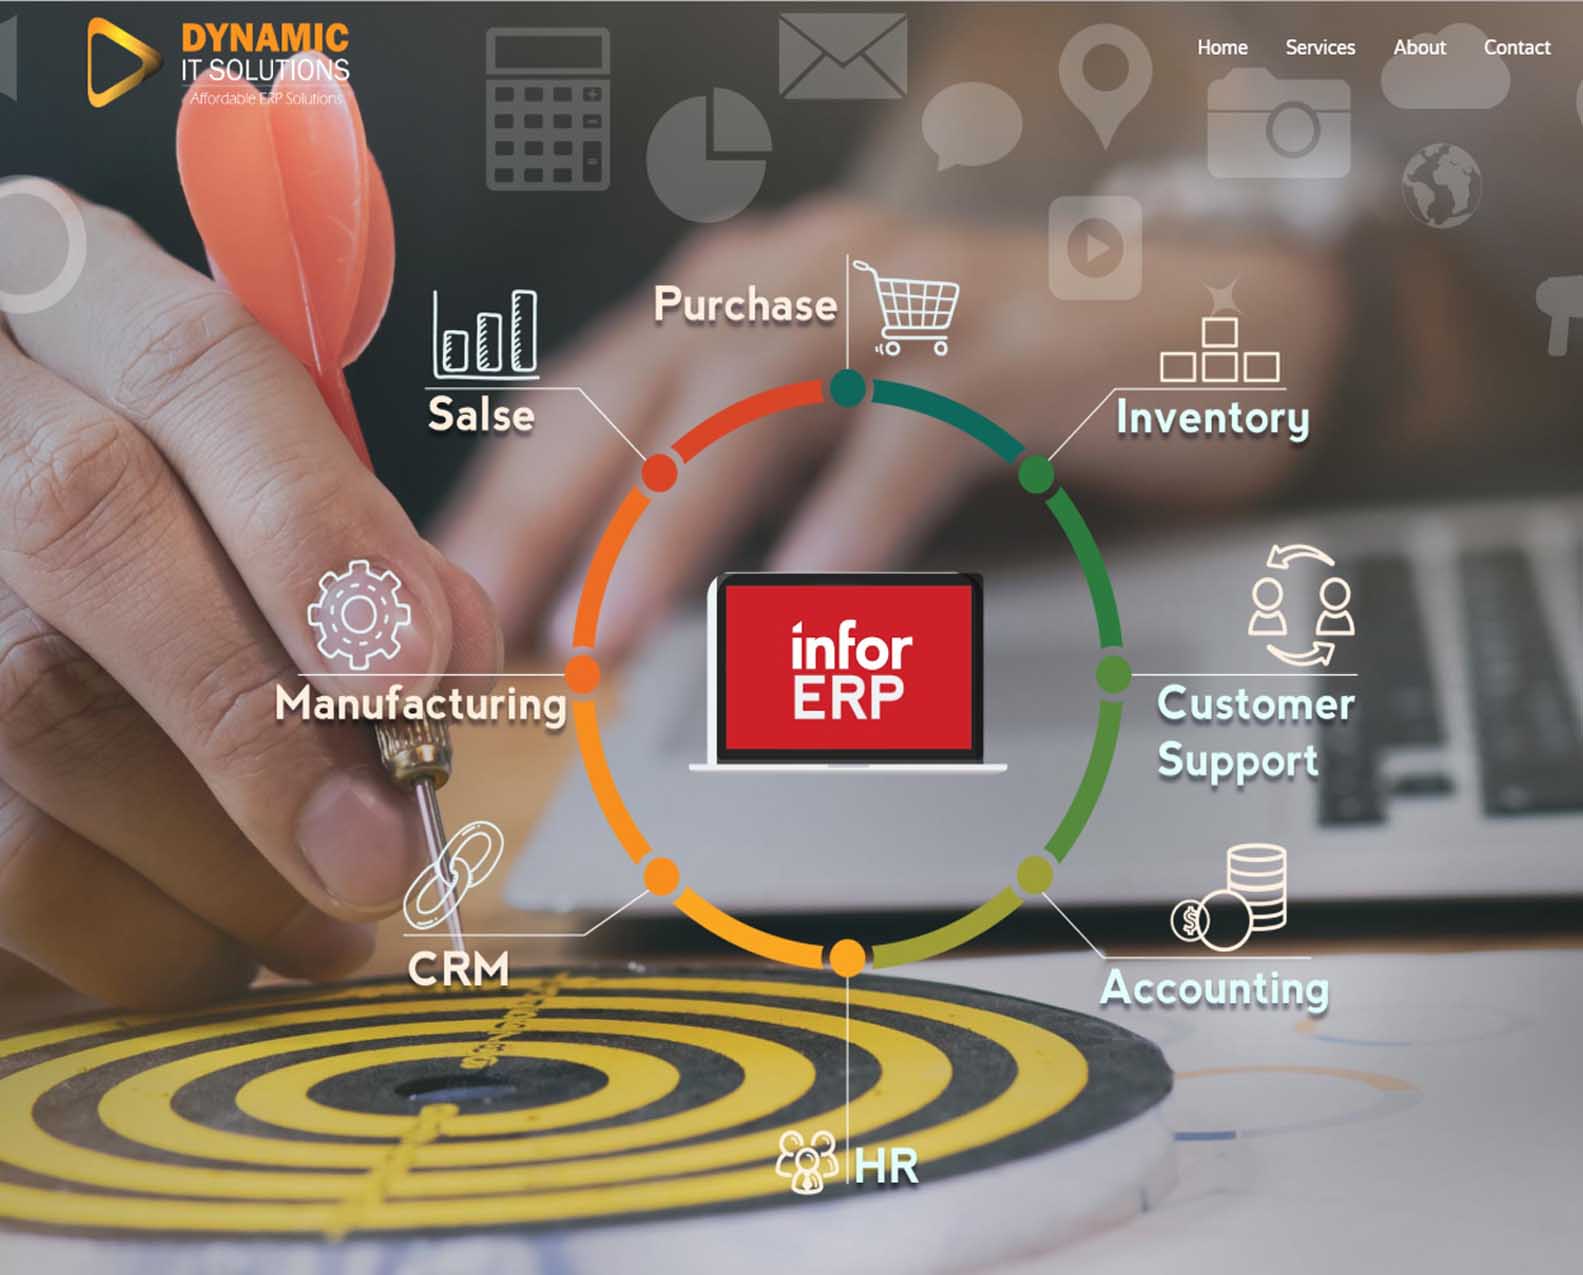 DYNAMIC
IT SOLUTIONS
Affordable ERP Solutions
Home Services About Contact
Purchase
Salse
Inventory
infor
ERP
Manufacturing
Customer
Support
CRM
Accounting
HR